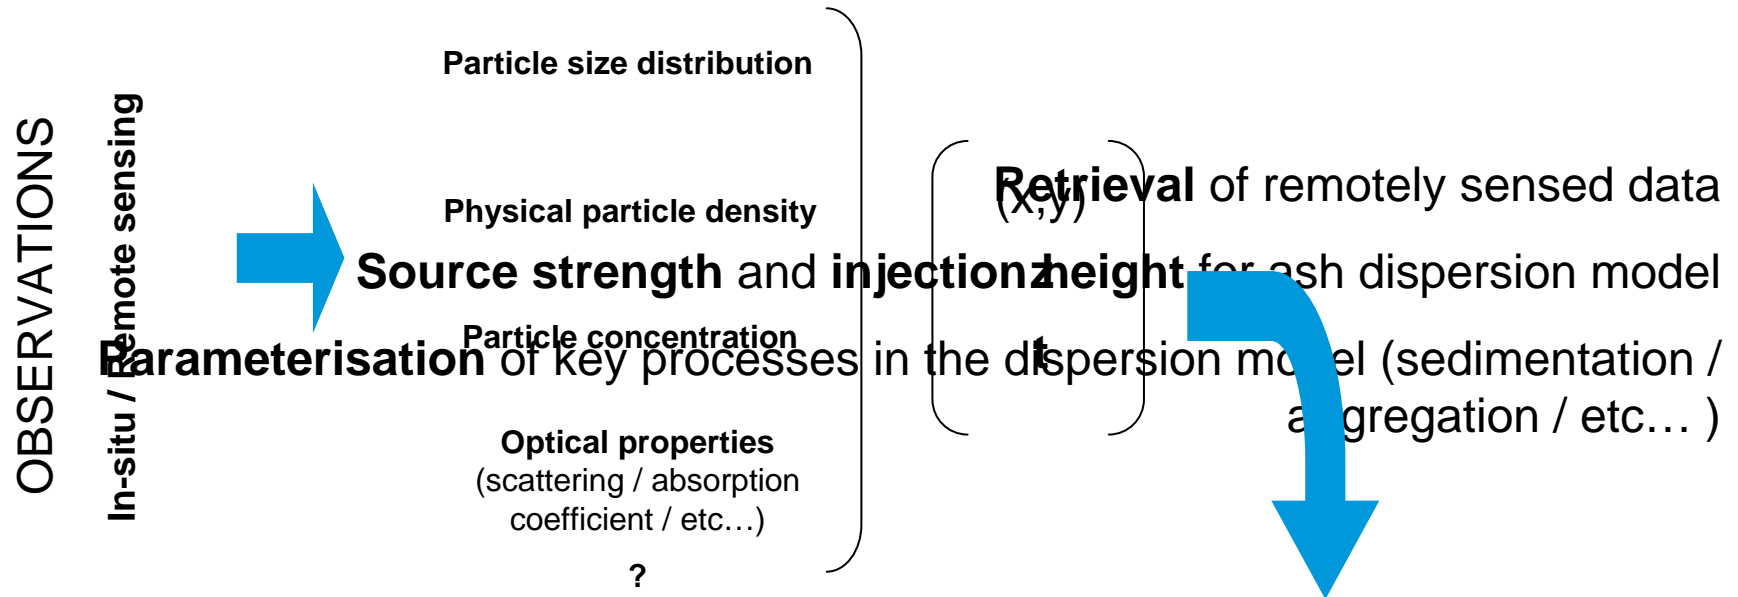 OBSERVATIONS
In-situ / Remote sensing
Particle size distribution
Physical particle density
Particle concentration
Optical properties
(scattering / absorption
coefficient / etc…)
?
(x,y)
z
t
Retrieval of remotely sensed data
Source strength and injection height for ash dispersion model
Parameterisation of key processes in the dispersion model (sedimentation /
aggregation / etc… )